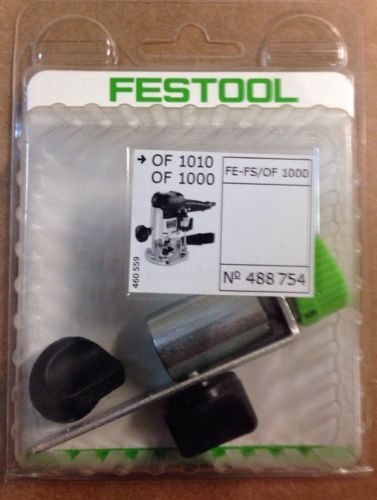 FESTOOL
→ OF 1010
OF 1000
FE-FS/OF 1000
460 559
Nº 488 754